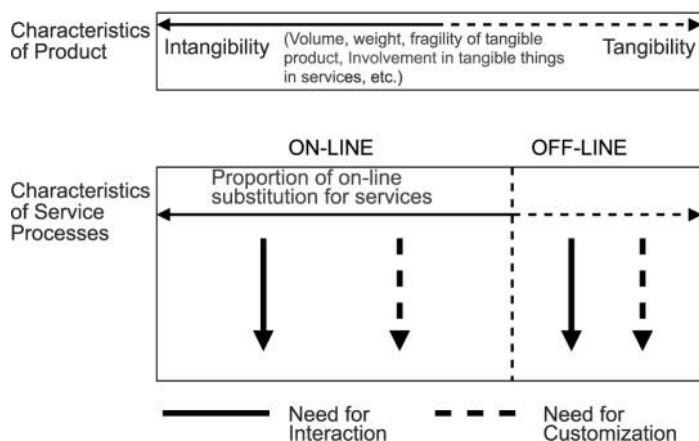 Characteristics
of Product
Intangibility
(Volume, weight, fragility of tangible
product, Involvement in tangible things
in services, etc.)
Tangibility
ON-LINE
OFF-LINE
Characteristics
of Service
Processes
Proportion of on-line
substitution for services
Need for
Interaction
Need for
Customization